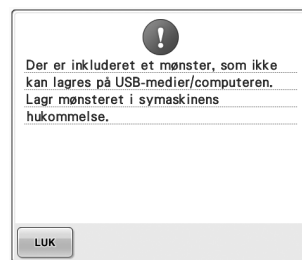 Der er inkluderet et mønster, som ikke
kan lagres på USB-medier/computeren.
Lagr mønsteret i symaskinens
hukommelse.
LUK